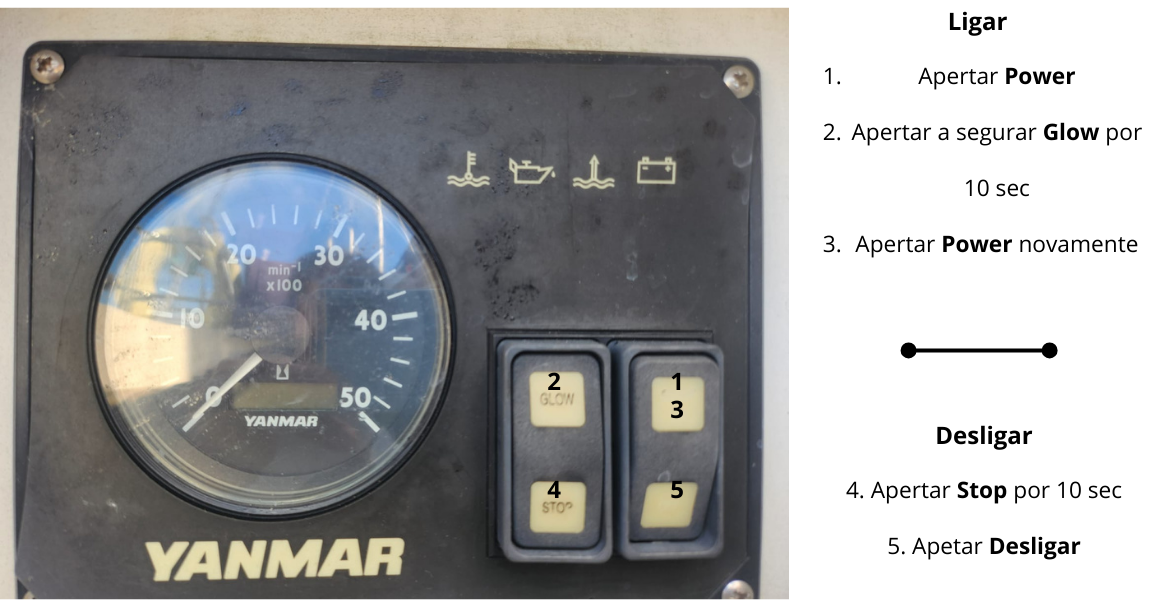 20 30
min-1
x100
10 40
0 50
YANMAR
YANMAR
2
GLOW
1
3
4
STOP
5
Ligar
1. Apertar Power
2. Apertar a segurar Glow por
10 sec
3. Apertar Power novamente
Desligar
4. Apertar Stop por 10 sec
5. Apetar Desligar